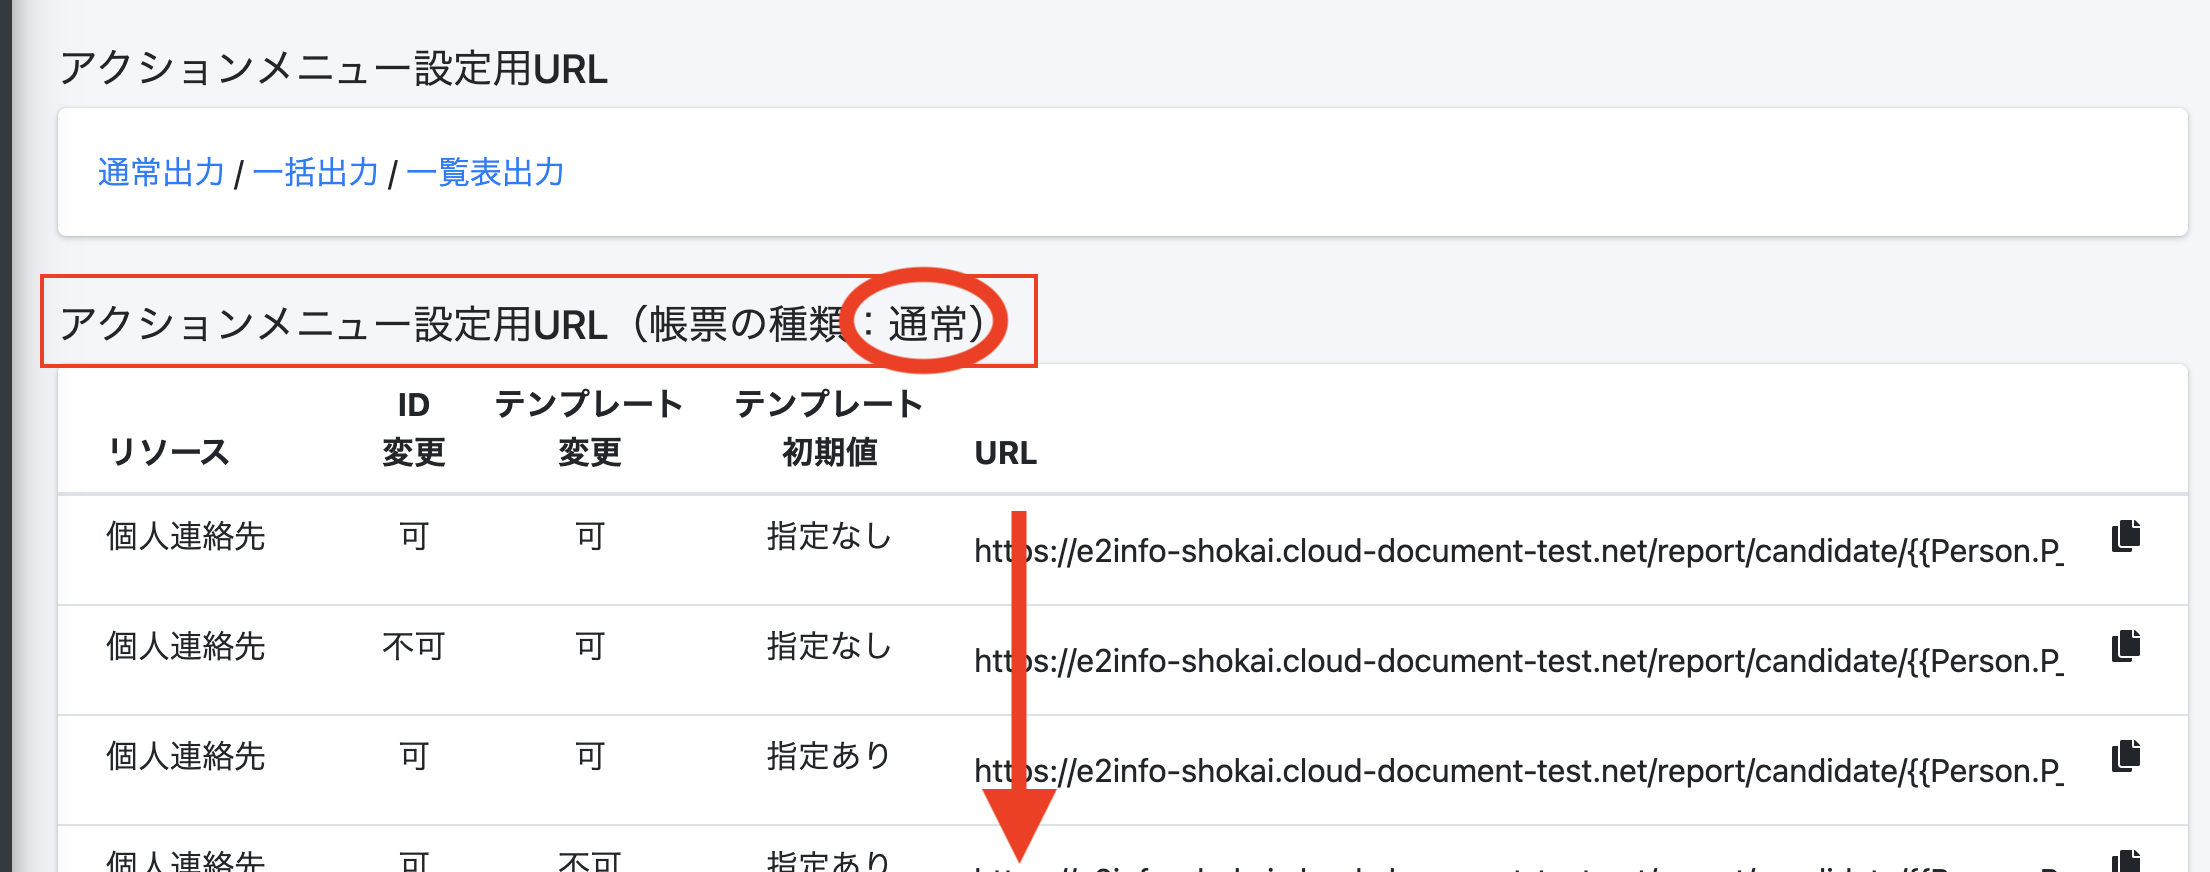 アクションメニュー設定用URL
通常出力 / 一括出力 / 一覧表出力
アクションメニュー設定用URL（帳票の種類：通常）
リソース ID変更 テンプレート変更 テンプレート初期値 URL
個人連絡先 可 可 指定なし https://e2info-shokai.cloud-document-test.net/report/candidate/{{Person.P_
個人連絡先 不可 可 指定なし https://e2info-shokai.cloud-document-test.net/report/candidate/{{Person.P_
個人連絡先 可 可 指定あり https://e2info-shokai.cloud-document-test.net/report/candidate/{{Person.P_
個人連絡先 可 不可 指定あり